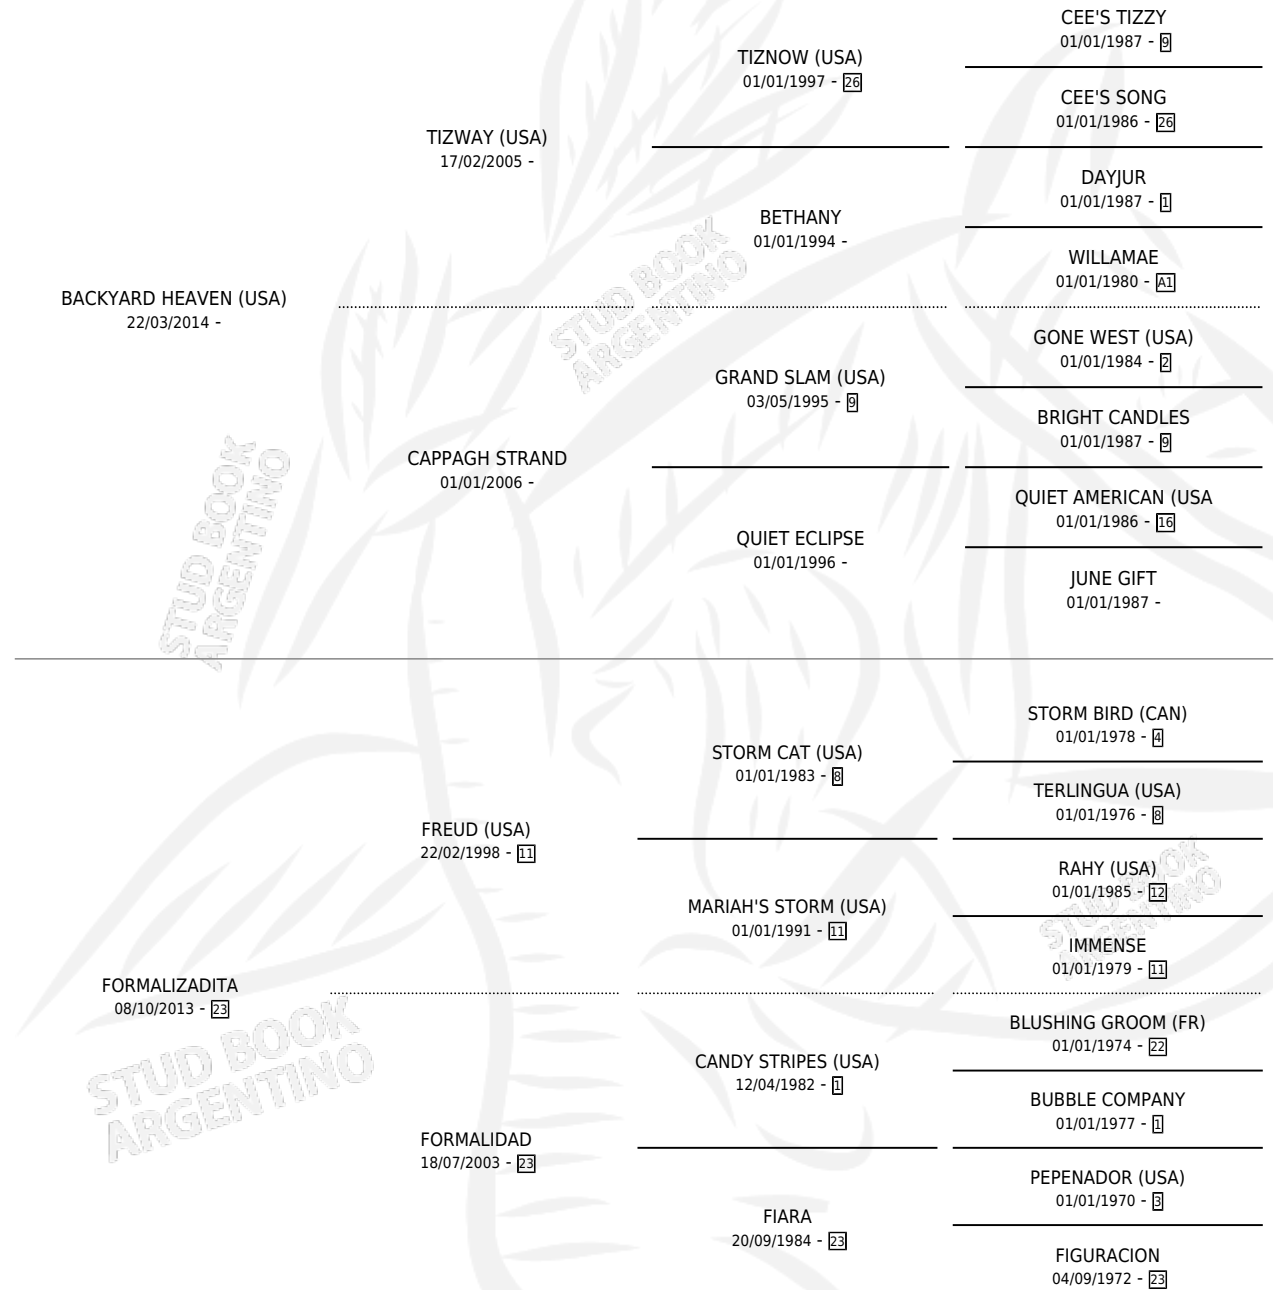 CEE'S TIZZY
01/01/1987 - 9
TIZNOW (USA)
01/01/1997 - 26
CEE'S SONG
01/01/1986 - 26
TIZWAY (USA)
17/02/2005 -
DAYJUR
01/01/1987 - 1
BETHANY
01/01/1994 -
WILLAMAE
01/01/1980 - A1
BACKYARD HEAVEN (USA)
22/03/2014 -
GONE WEST (USA)
01/01/1984 - 2
GRAND SLAM (USA)
03/05/1995 - 9
BRIGHT CANDLES
01/01/1987 - 9
CAPPAGH STRAND
01/01/2006 -
QUIET AMERICAN (USA
01/01/1986 - 16
QUIET ECLIPSE
01/01/1996 -
JUNE GIFT
01/01/1987 -
STORM BIRD (CAN)
01/01/1978 - 4
STORM CAT (USA)
01/01/1983 - 8
TERLINGUA (USA)
01/01/1976 - 8
FREUD (USA)
22/02/1998 - 11
RAHY (USA)
01/01/1985 - 12
MARIAH'S STORM (USA)
01/01/1991 - 11
IMMENSE
01/01/1979 - 11
FORMALIZADITA
08/10/2013 - 23
BLUSHING GROOM (FR)
01/01/1974 - 22
CANDY STRIPES (USA)
12/04/1982 - 1
BUBBLE COMPANY
01/01/1977 - 1
FORMALIDAD
18/07/2003 - 23
PEPENADOR (USA)
01/01/1970 - 3
FIARA
20/09/1984 - 23
FIGURACION
04/09/1972 - 23
STUD BOOK
ARGENTINO
STUD BOOK
ARGENTINO
STUD BOOK
ARGENTINO
STUD BOOK
ARGENTINO